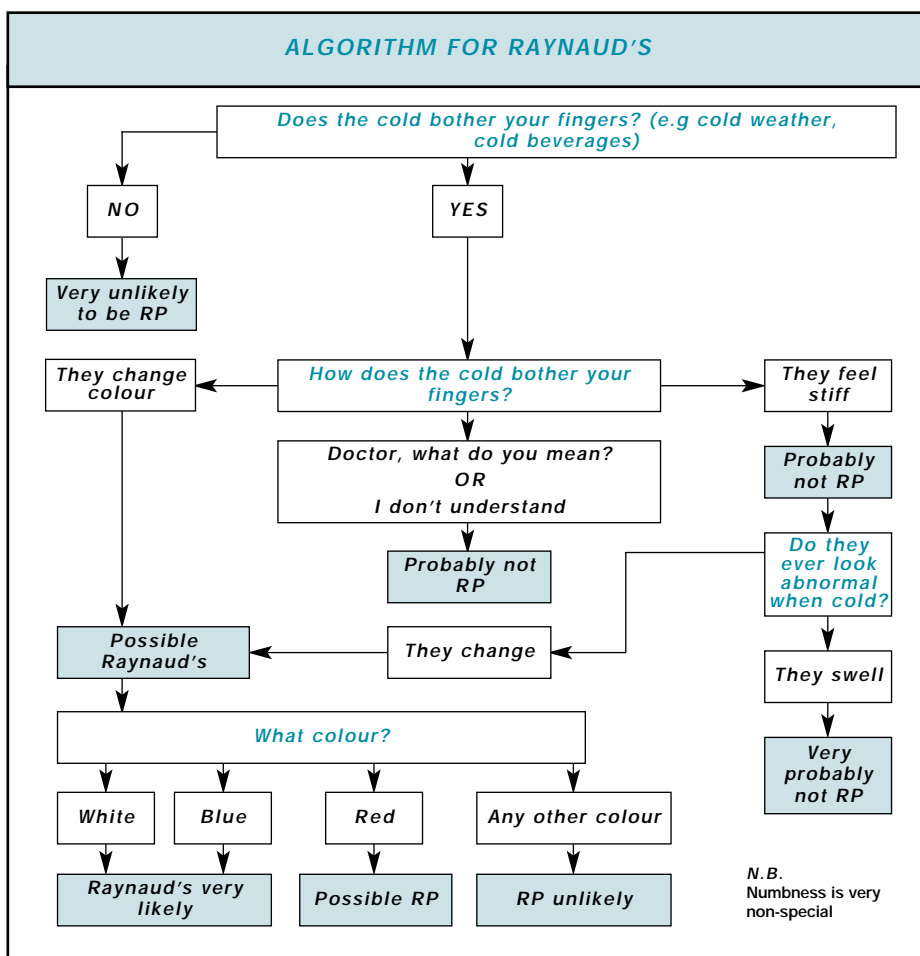 ALGORITHM FOR RAYNAUD'S
Does the cold bother your fingers? (e.g cold weather,
cold beverages)
NO
YES
Very unlikely
to be RP
They change
colour
How does the cold bother your
fingers?
They feel
stiff
Doctor, what do you mean?
OR
I don't understand
Probably
not RP
Probably not
RP
Do they
ever look
abnormal
when cold?
Possible
Raynaud's
They change
They swell
What colour?
Very
probably
not RP
White
Blue
Red
Any other colour
Raynaud's very
likely
Possible RP
RP unlikely
N.B.
Numbness is very
non-special